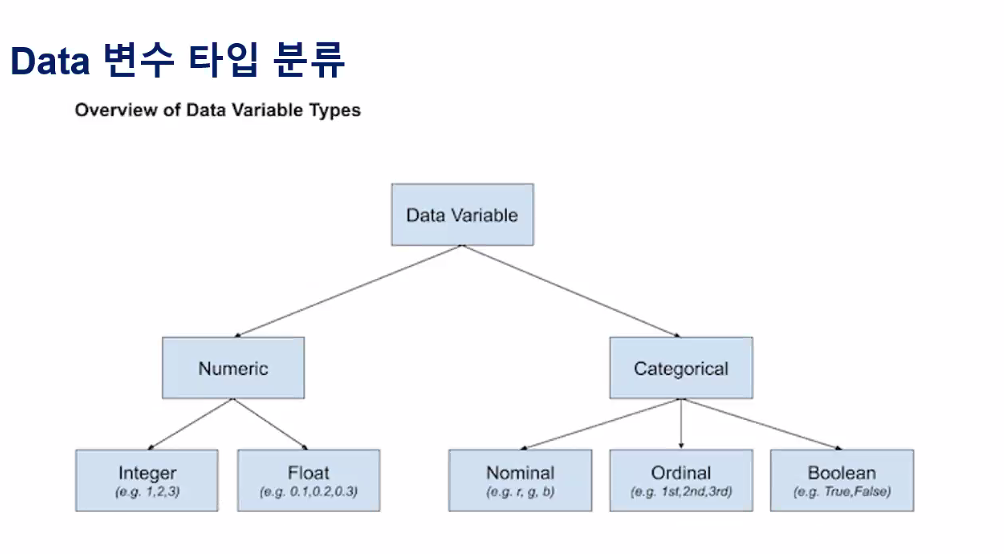 Data 변수 타입 분류
Overview of Data Variable Types
Data Variable
Numeric
Categorical
Integer
(e.g. 1,2,3)
Float
(e.g. 0.1,0.2,0.3)
Nominal
(e.g. r, g, b)
Ordinal
(e.g. 1st,2nd,3rd)
Boolean
(e.g. True,False)